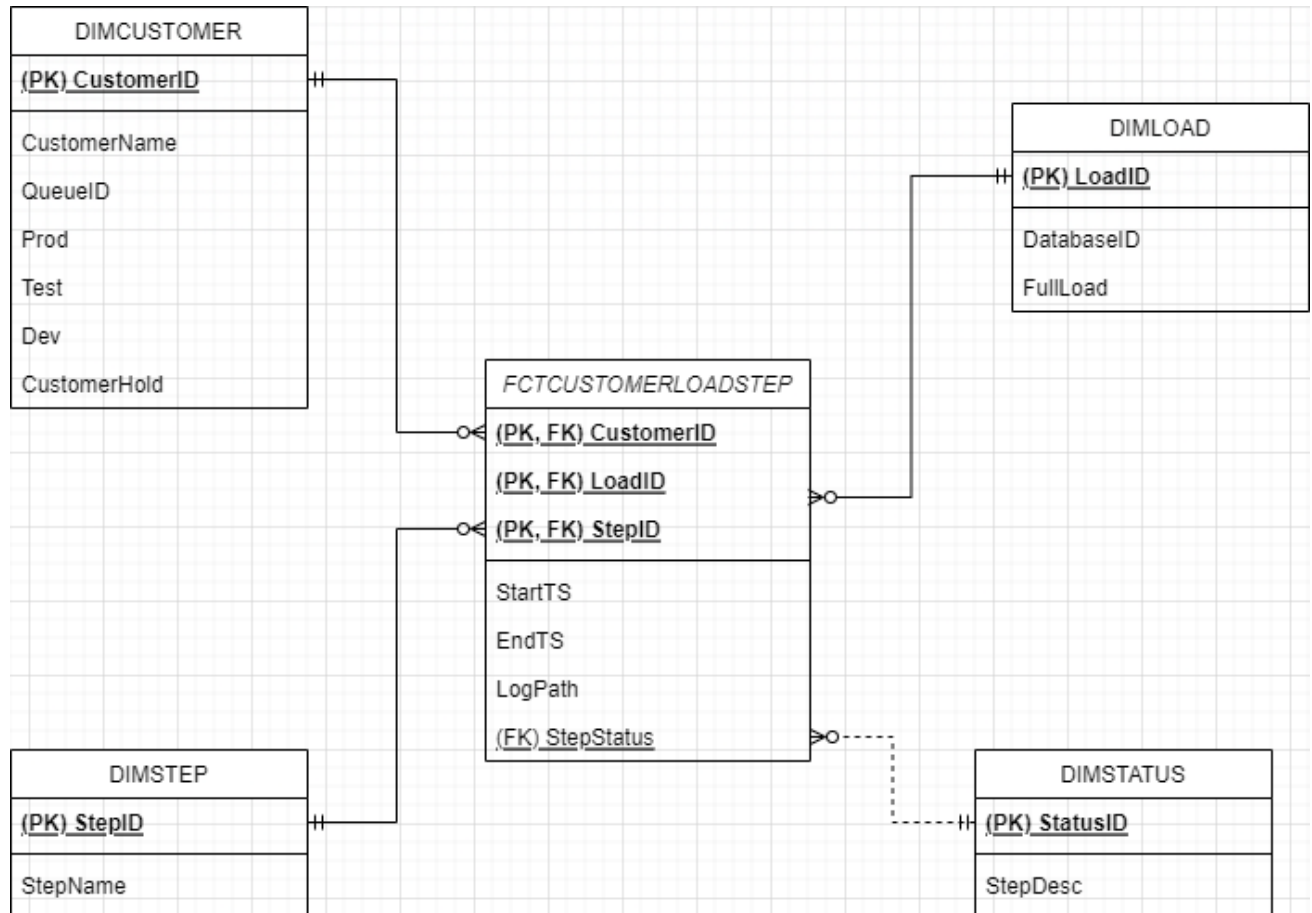 DIMCUSTOMER
(PK) CustomerID
CustomerName
QueueID
Prod
Test
Dev
CustomerHold
DIMLOAD
(PK) LoadID
DatabaseID
FullLoad
FCTCUSTOMERLOADSTEP
(PK, FK) CustomerID
(PK, FK) LoadID
(PK, FK) StepID
StartTS
EndTS
LogPath
(FK) StepStatus
DIMSTEP
(PK) StepID
StepName
DIMSTATUS
(PK) StatusID
StepDesc